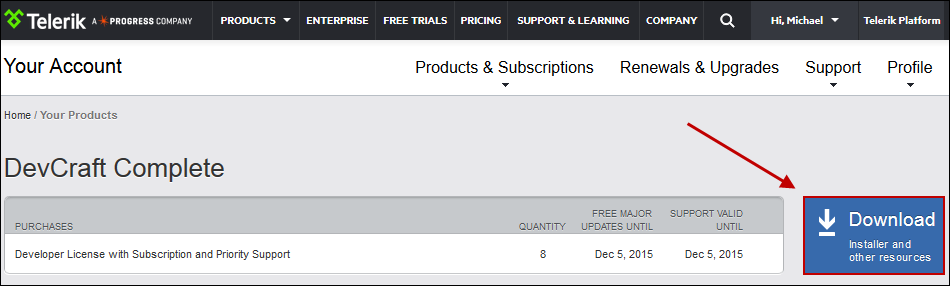 Telerik A PROGRESS COMPANY PRODUCTS ENTERPRISE FREE TRIALS PRICING SUPPORT & LEARNING COMPANY Hi, Michael Telerik Platform
Your Account Products & Subscriptions Renewals & Upgrades Support Profile
Home / Your Products
DevCraft Complete
PURCHASES QUANTITY FREE MAJOR UPDATES UNTIL SUPPORT VALID UNTIL
Developer License with Subscription and Priority Support 8 Dec 5, 2015 Dec 5, 2015
Download
Installer and
other resources